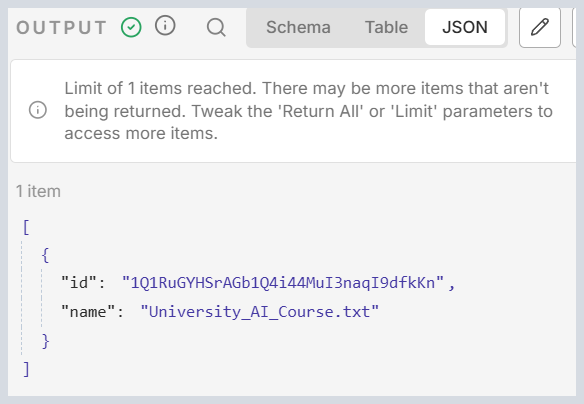 OUTPUT Schema Table JSON
Limit of 1 items reached. There may be more items that aren't
being returned. Tweak the 'Return All' or 'Limit' parameters to
access more items.
1 item
[
{
"id": "1Q1RuGYHSrAGb1Q4i44MuI3naqI9dfkKn",
"name": "University_AI_Course.txt"
}
]